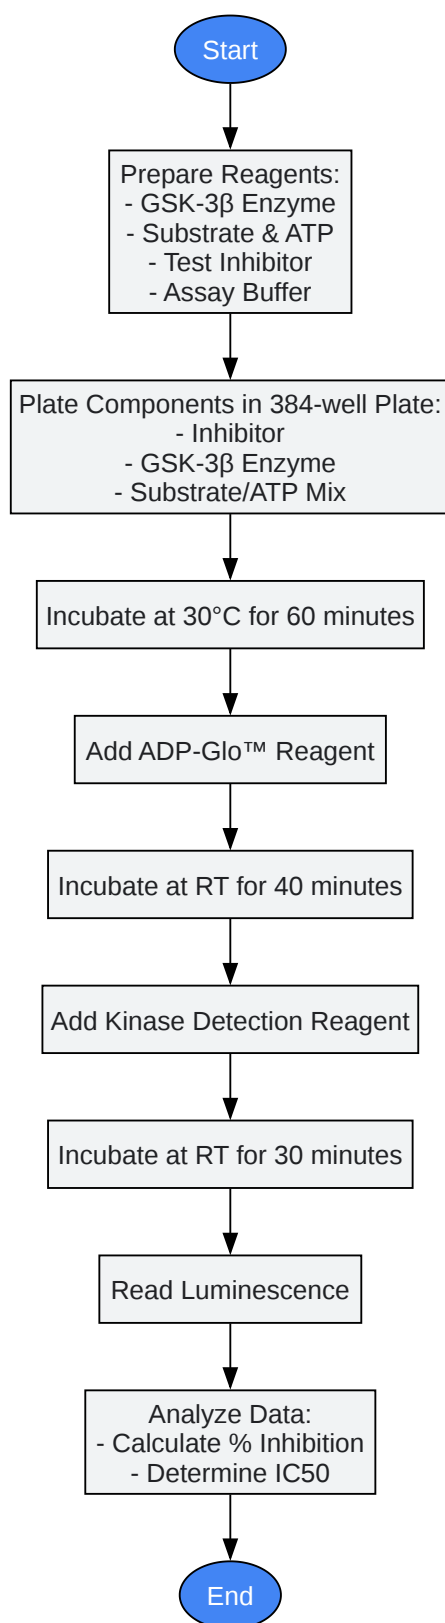 Start
Prepare Reagents:
- GSK-3β Enzyme
- Substrate & ATP
- Test Inhibitor
- Assay Buffer
Plate Components in 384-well Plate:
- Inhibitor
- GSK-3β Enzyme
- Substrate/ATP Mix
Incubate at 30°C for 60 minutes
Add ADP-Glo™ Reagent
Incubate at RT for 40 minutes
Add Kinase Detection Reagent
Incubate at RT for 30 minutes
Read Luminescence
Analyze Data:
- Calculate % Inhibition
- Determine IC50
End